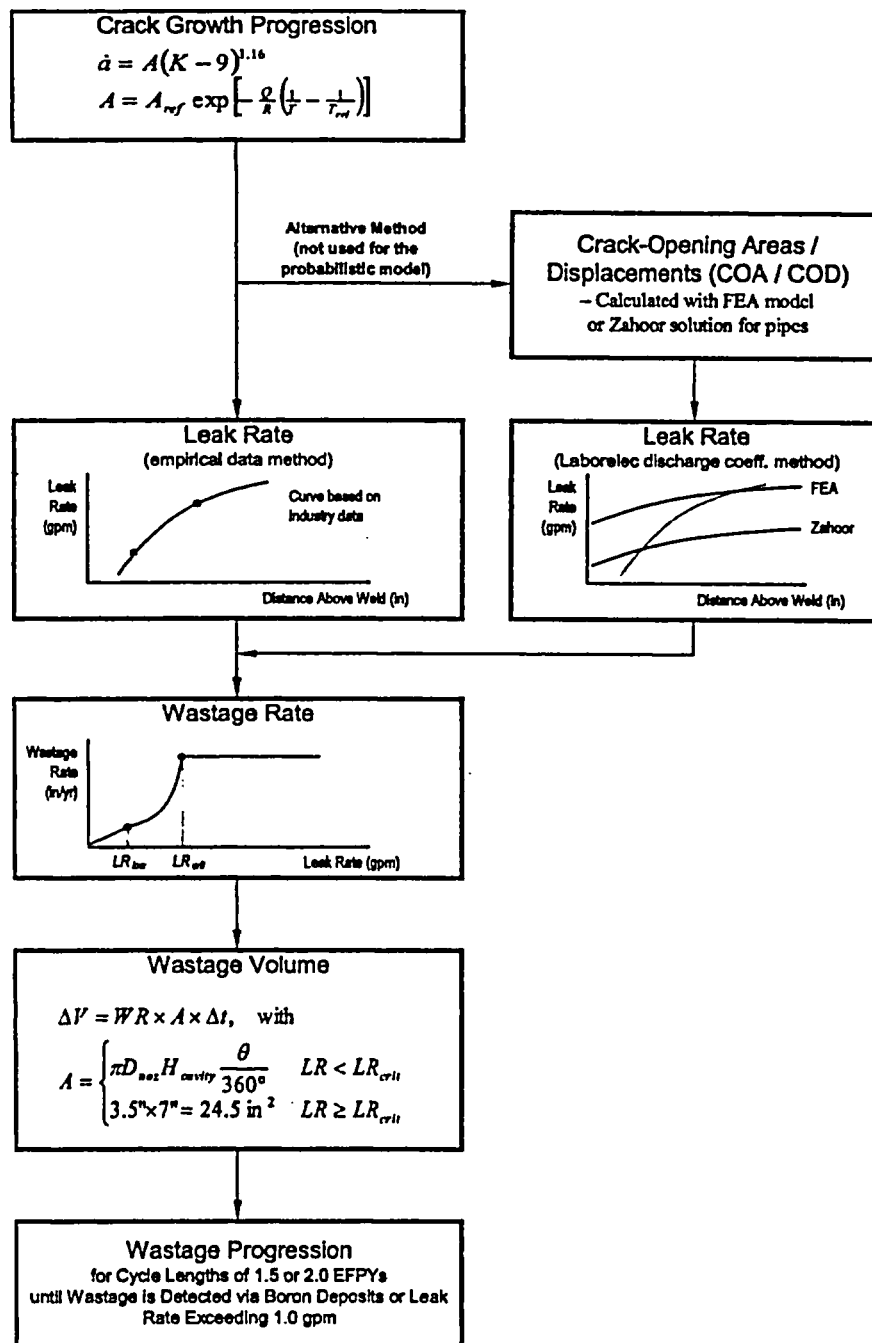 Crack Growth Progression
ȧ = A(K − 9)^1.16
A = A_ref exp[−Q/R(1/T − 1/T_ref)]
Alternative Method
(not used for the
probabilistic model)
Crack-Opening Areas /
Displacements (COA / COD)
– Calculated with FEA model
or Zahoor solution for pipes
Leak Rate
(empirical data method)
Leak
Rate
(gpm)
Curve based on
Industry data
Distance Above Weld (in)
Leak Rate
(Laborelec discharge coeff. method)
Leak
Rate
(gpm)
FEA
Zahoor
Distance Above Weld (in)
Wastage Rate
Wastage
Rate
(in/yr)
LR_low LR_crit Leak Rate (gpm)
Wastage Volume
ΔV = WR × A × Δt, with
A = { πD_noz H_cavity θ/360° LR < LR_crit
3.5"×7" = 24.5 in² LR ≥ LR_crit
Wastage Progression
for Cycle Lengths of 1.5 or 2.0 EFPYs
until Wastage is Detected via Boron Deposits or Leak
Rate Exceeding 1.0 gpm